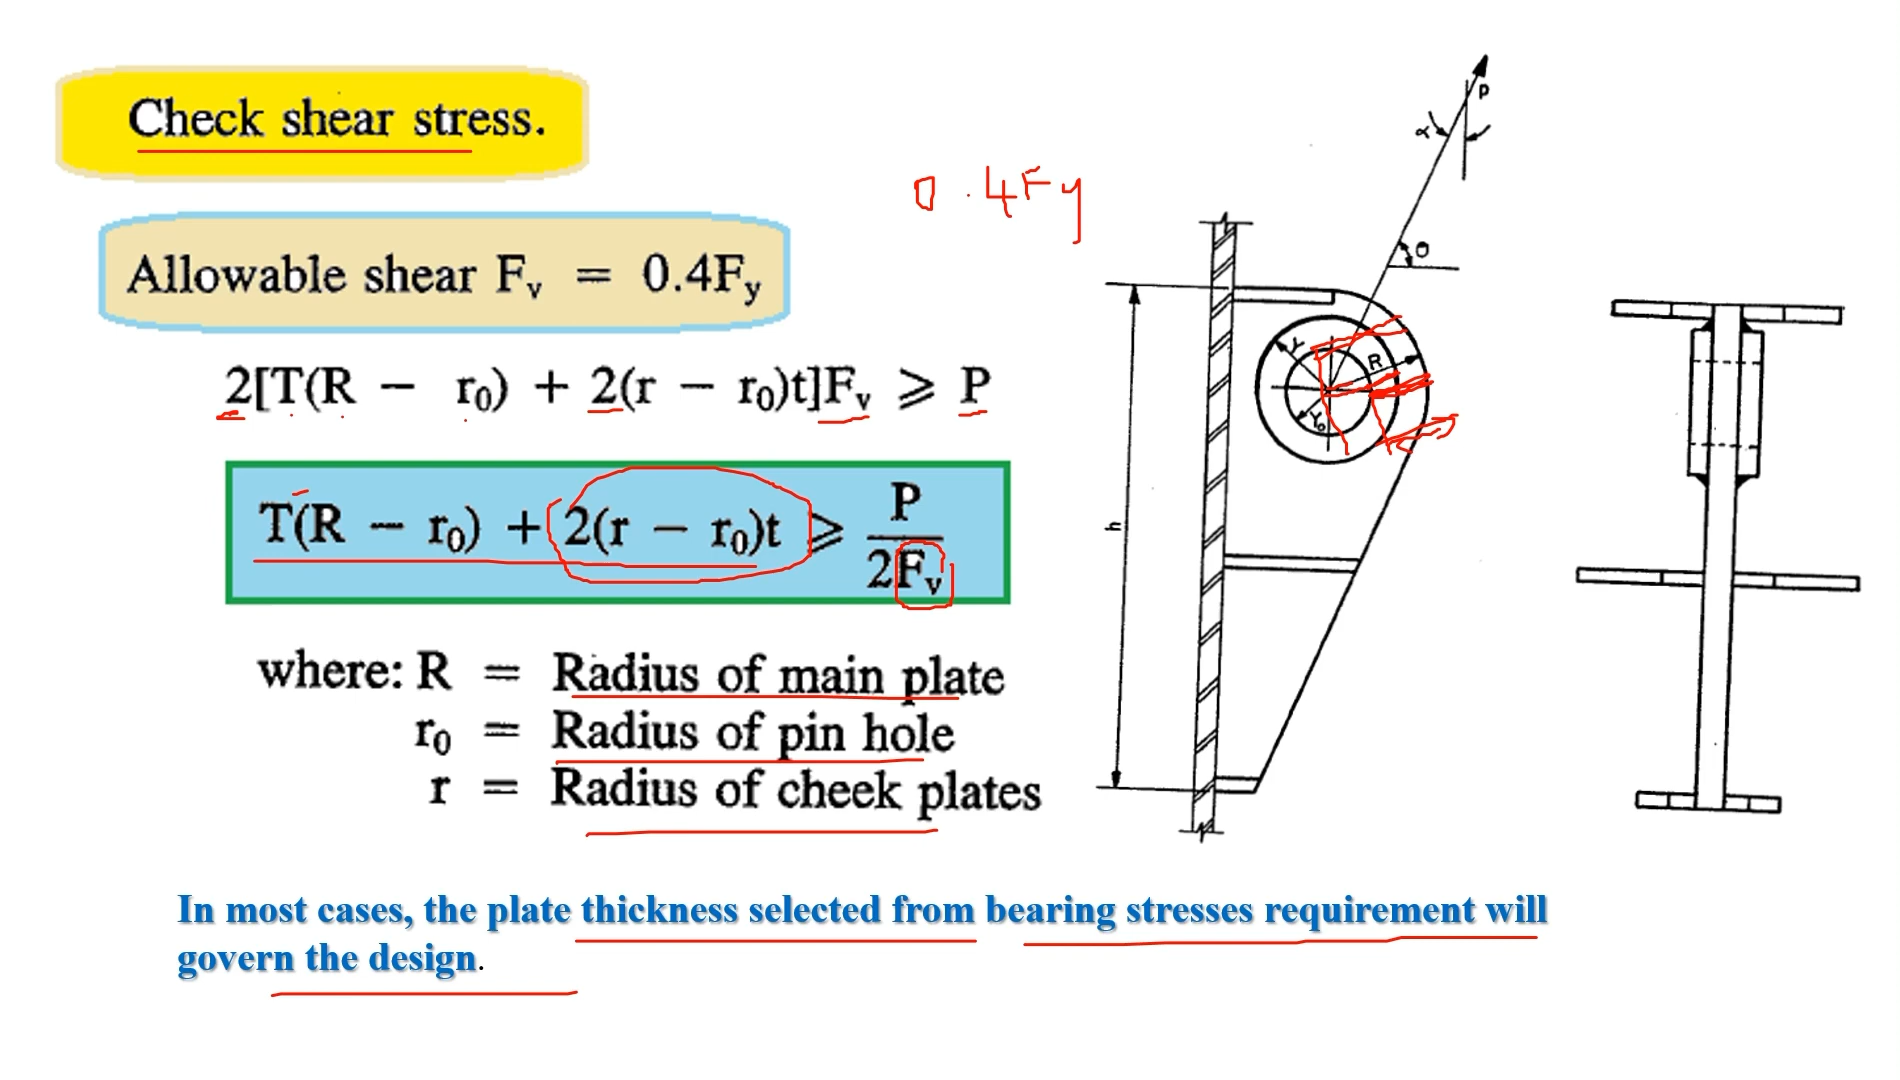 Check shear stress.
0.4Fy
Allowable shear Fᵥ = 0.4Fy
2[T(R − r₀) + 2(r − r₀)t]Fᵥ ⩾ P
T(R − r₀) + 2(r − r₀)t ⩾ P
2Fᵥ
where: R = Radius of main plate
r₀ = Radius of pin hole
r = Radius of cheek plates
In most cases, the plate thickness selected from bearing stresses requirement will
govern the design.
P
α
θ
R
h